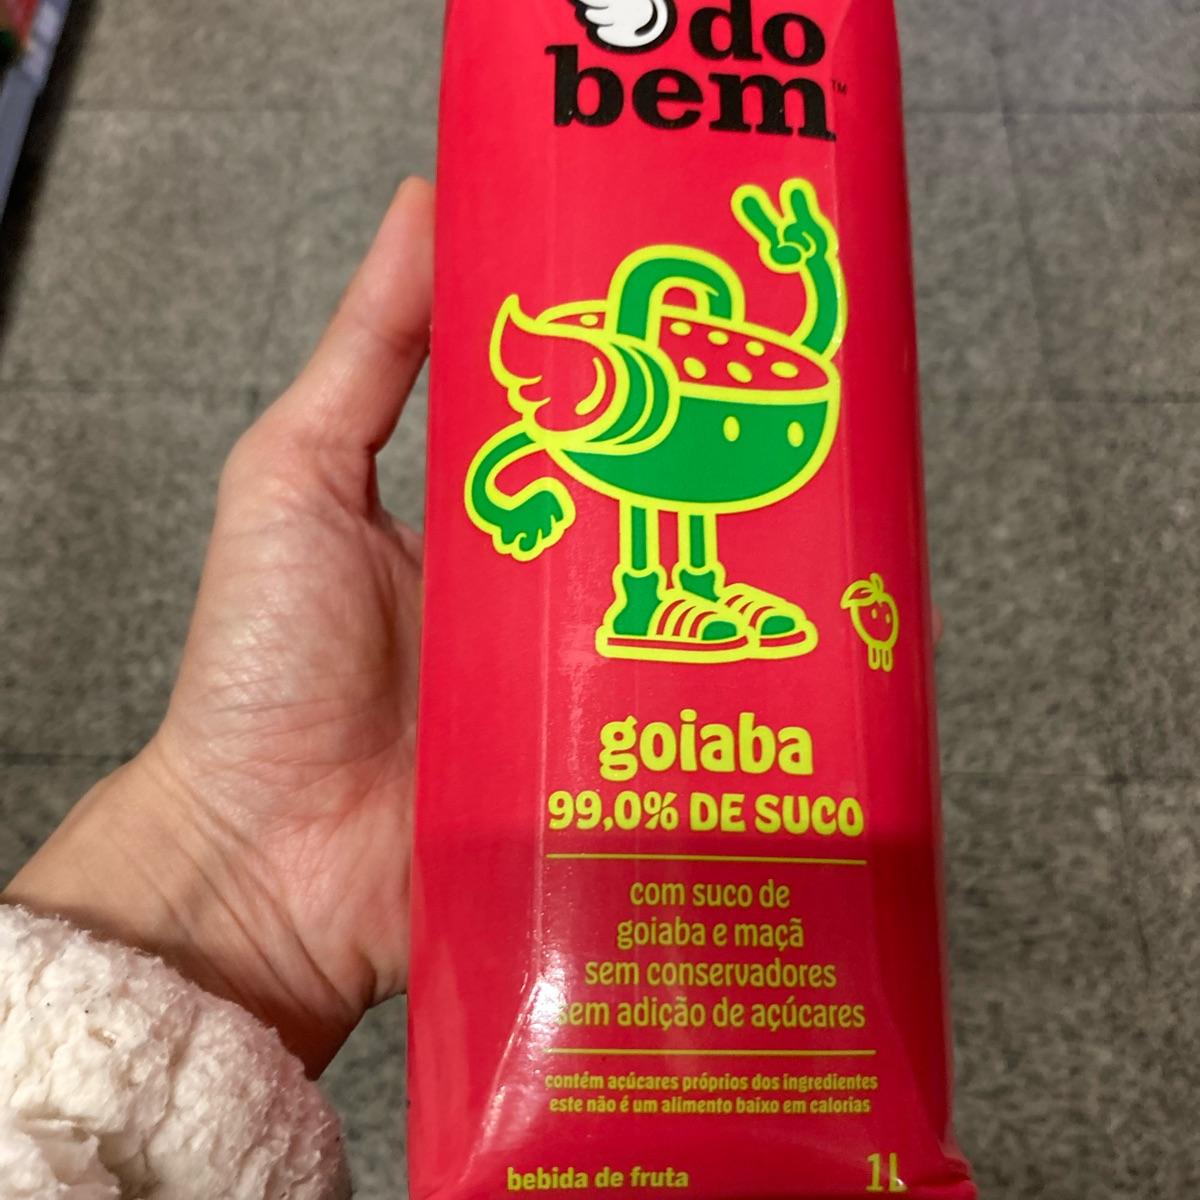 do
bem™
goiaba
99,0% DE SUCO
com suco de
goiaba e maçã
sem conservadores
sem adição de açúcares
contém açúcares próprios dos ingredientes
este não é um alimento baixo em calorias
bebida de fruta
1L